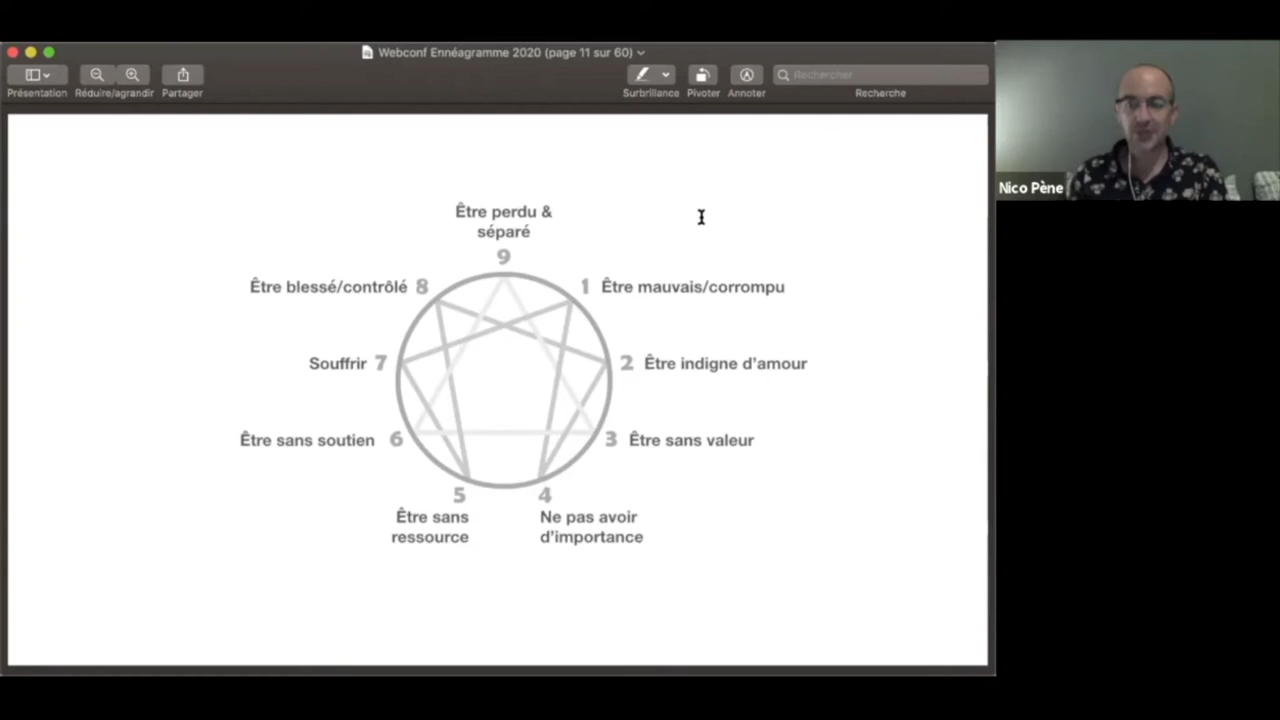 Webconf Ennéagramme 2020 (page 11 sur 60)
Présentation
Réduire/agrandir
Partager
Surbrillance
Pivoter
Annoter
Rechercher
Recherche
Nico Pène
Être perdu &
séparé
9
Être blessé/contrôlé 8
1 Être mauvais/corrompu
Souffrir 7
2 Être indigne d'amour
Être sans soutien 6
3 Être sans valeur
5
Être sans
ressource
4
Ne pas avoir
d'importance